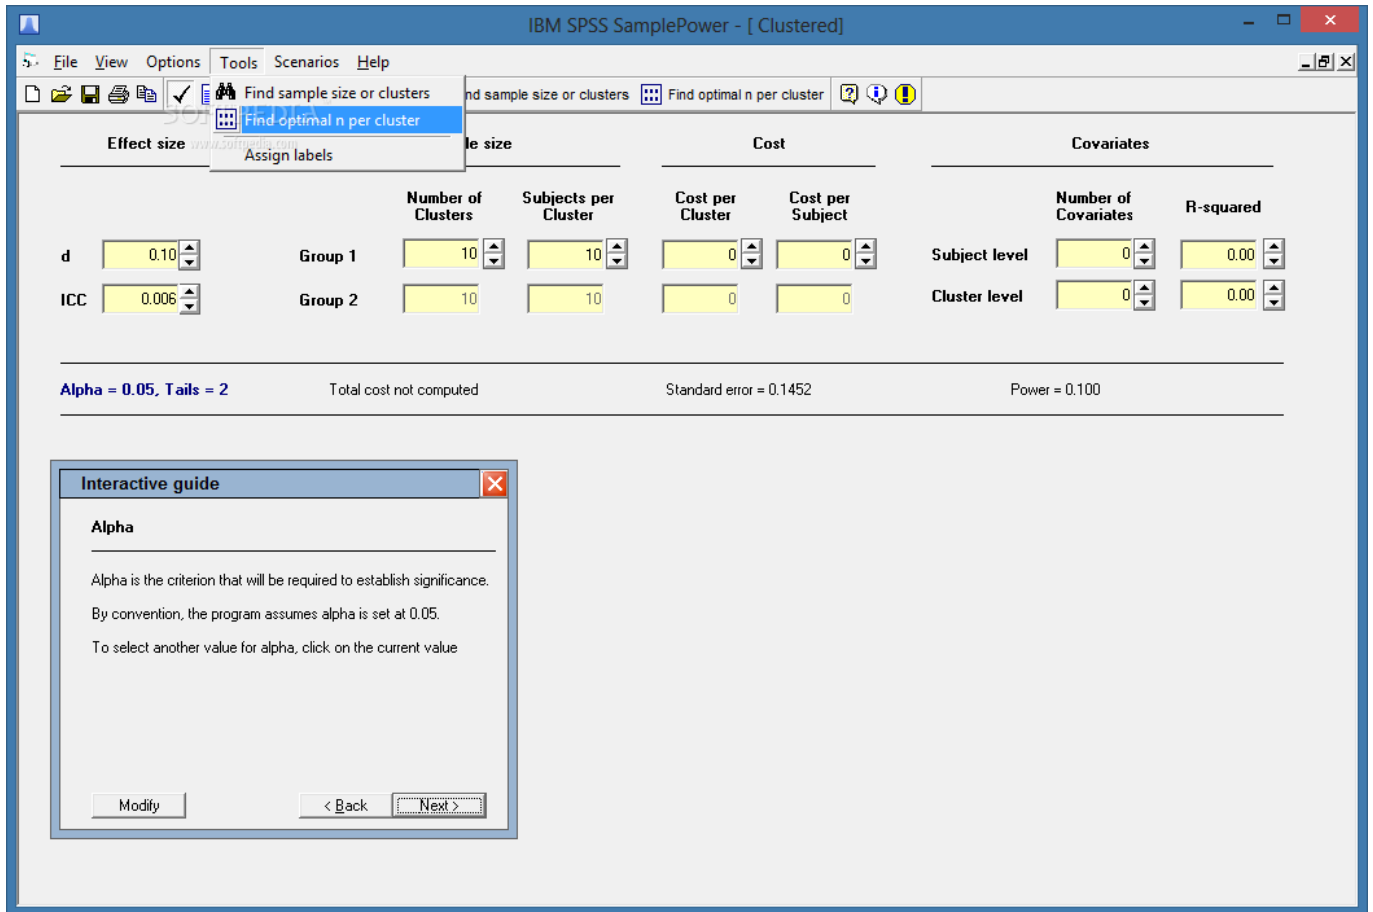 IBM SPSS SamplePower - [ Clustered]
File View Options Tools Scenarios Help
Find sample size or clusters
nd sample size or clusters Find optimal n per cluster
Find optimal n per cluster
Assign labels
SOFTPEDIA
www.softpedia.com
Effect size le size Cost Covariates
Number of Clusters Subjects per Cluster Cost per Cluster Cost per Subject Number of Covariates R-squared
d 0.10 Group 1 10 10 0 0 Subject level 0 0.00
ICC 0.006 Group 2 10 10 0 0 Cluster level 0 0.00
Alpha = 0.05, Tails = 2 Total cost not computed Standard error = 0.1452 Power = 0.100
Interactive guide
Alpha
Alpha is the criterion that will be required to establish significance.
By convention, the program assumes alpha is set at 0.05.
To select another value for alpha, click on the current value
Modify < Back Next >